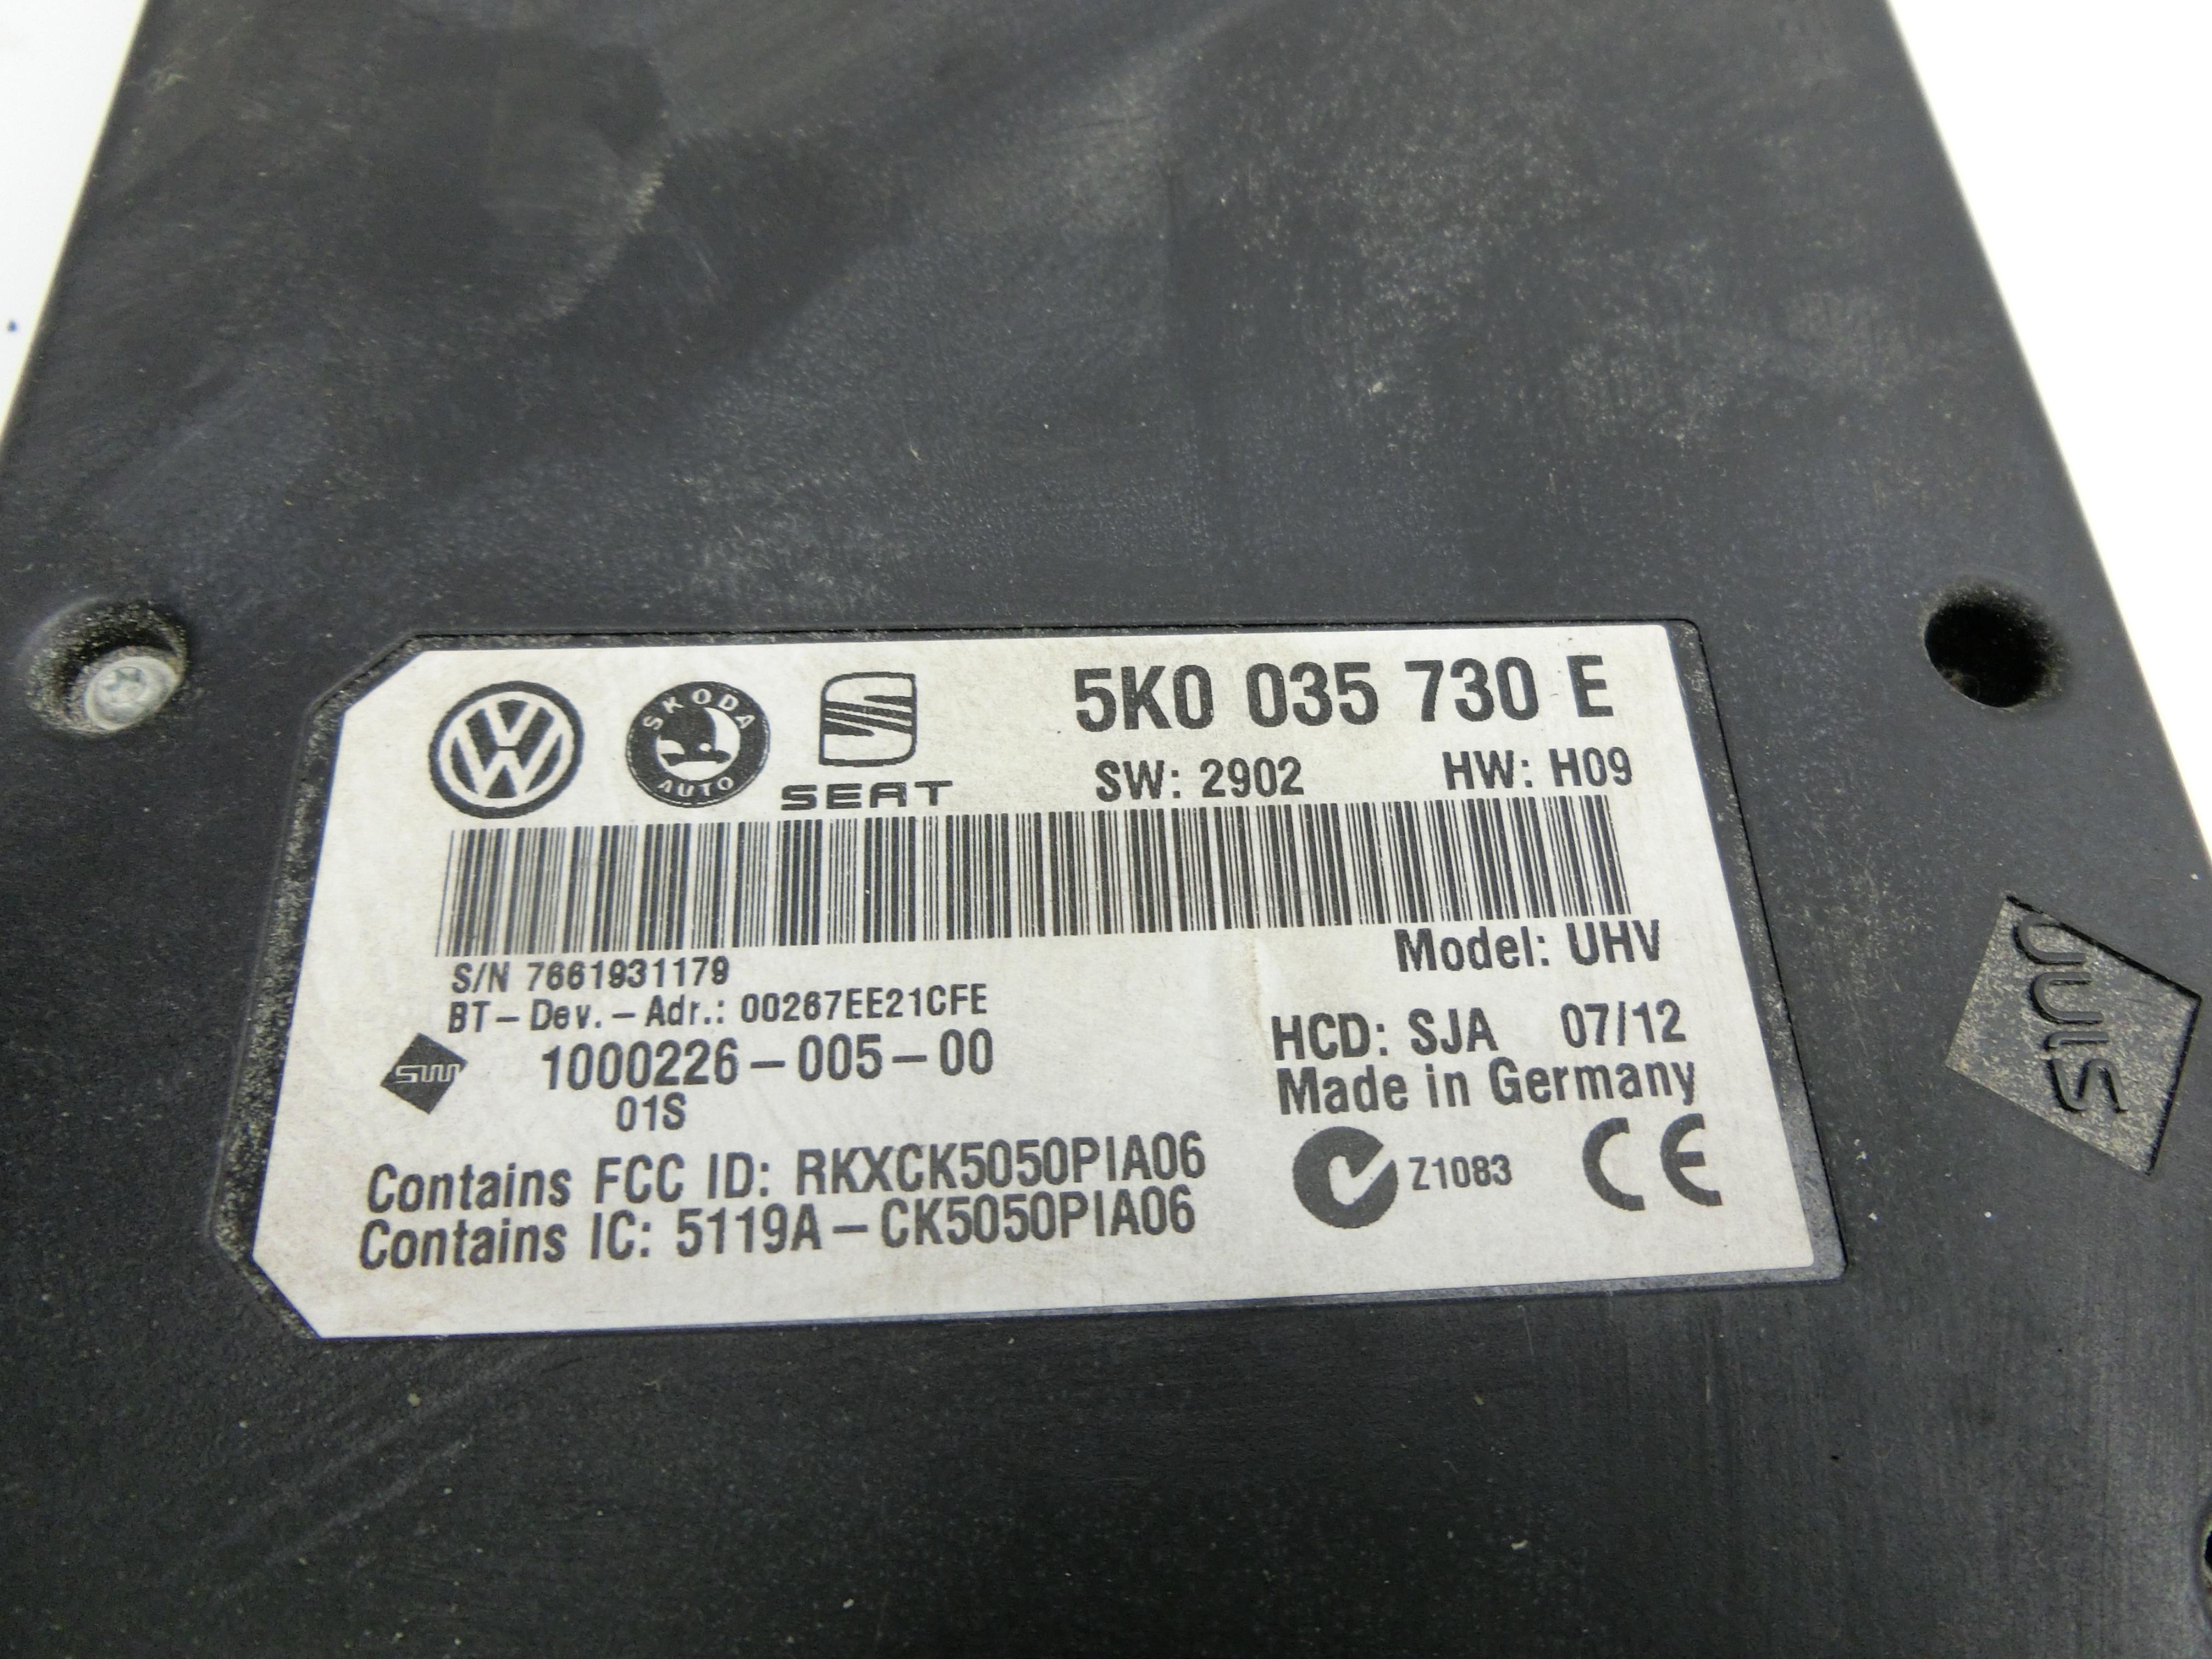 SKODA
AUTO
SEAT
5K0 035 730 E
SW: 2902 HW: H09
S/N 7661931179
BT-Dev.-Adr.: 00267EE21CFE
Model: UHV
SW 1000226-005-00
01S
HCD: SJA 07/12
Made in Germany
Contains FCC ID: RKXCK5050PIA06
Contains IC: 5119A-CK5050PIA06
Z1083 CE
SW